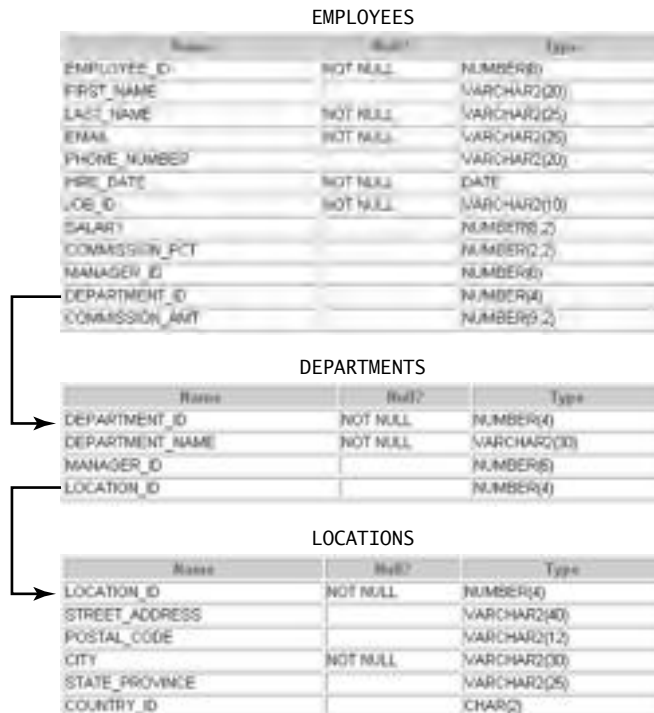 EMPLOYEES
Name Null? Type
EMPLOYEE_ID NOT NULL NUMBER(6)
FIRST_NAME VARCHAR2(20)
LAST_NAME NOT NULL VARCHAR2(25)
EMAIL NOT NULL VARCHAR2(25)
PHONE_NUMBER VARCHAR2(20)
HIRE_DATE NOT NULL DATE
JOB_ID NOT NULL VARCHAR2(10)
SALARY NUMBER(8,2)
COMMISSION_PCT NUMBER(2,2)
MANAGER_ID NUMBER(6)
DEPARTMENT_ID NUMBER(4)
COMMISSION_AMT NUMBER(9,2)
DEPARTMENTS
Name Null? Type
DEPARTMENT_ID NOT NULL NUMBER(4)
DEPARTMENT_NAME NOT NULL VARCHAR2(30)
MANAGER_ID NUMBER(6)
LOCATION_ID NUMBER(4)
LOCATIONS
Name Null? Type
LOCATION_ID NOT NULL NUMBER(4)
STREET_ADDRESS VARCHAR2(40)
POSTAL_CODE VARCHAR2(12)
CITY NOT NULL VARCHAR2(30)
STATE_PROVINCE VARCHAR2(25)
COUNTRY_ID CHAR(2)